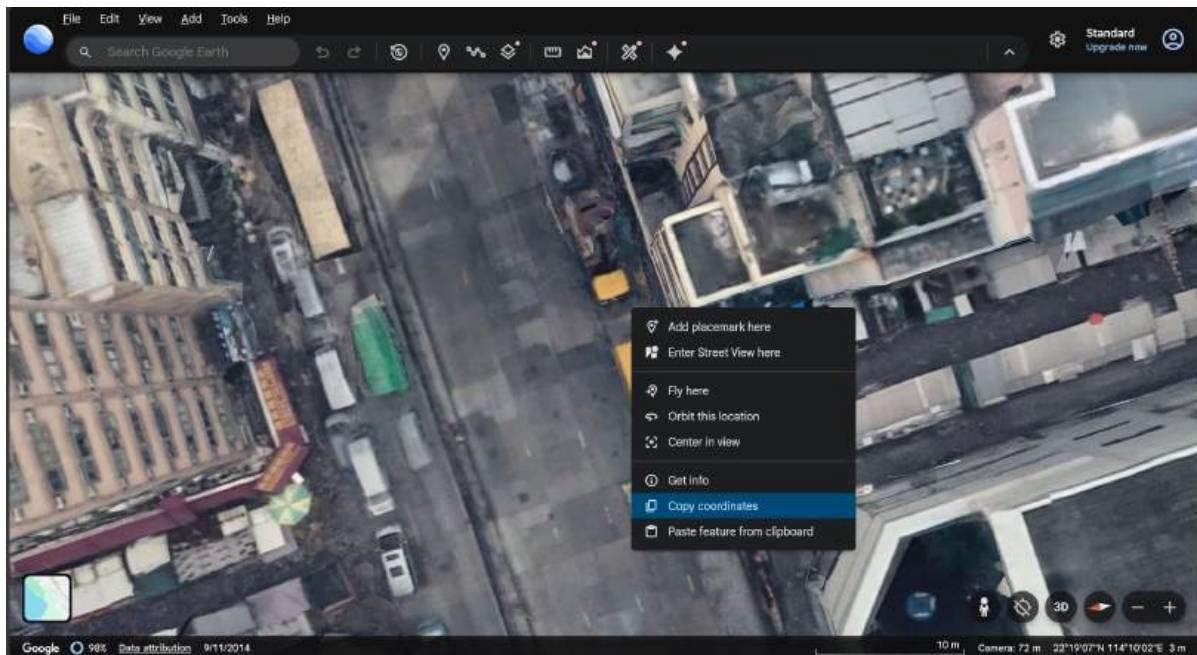 File Edit View Add Tools Help
Search Google Earth
Standard
Upgrade now
Add placemark here
Enter Street View here
Fly here
Orbit this location
Center in view
Get info
Copy coordinates
Paste feature from clipboard
3D
Google 98% Data attribution 9/11/2014 10 m Camera: 72 m 22°19'07"N 114°10'02"E 3 m